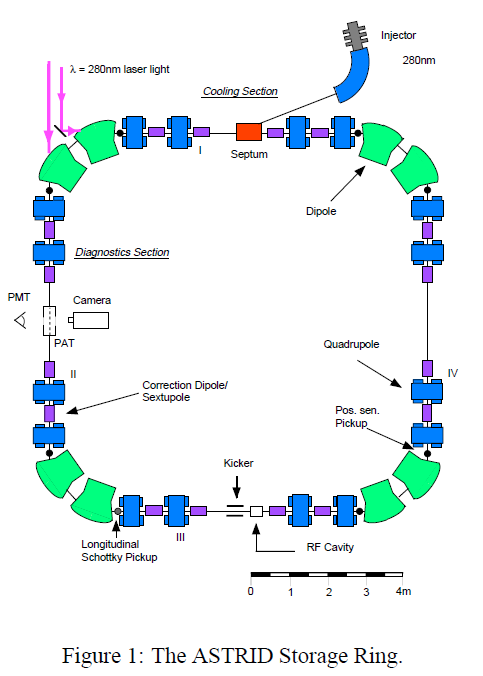 Injector
280nm
λ = 280nm laser light
Cooling Section
I
Septum
Dipole
Diagnostics Section
PMT
Camera
PAT
Quadrupole
II
IV
Correction Dipole/
Sextupole
Pos. sen.
Pickup
Kicker
III
Longitudinal
Schottky Pickup
RF Cavity
0 1 2 3 4m
Figure 1: The ASTRID Storage Ring.